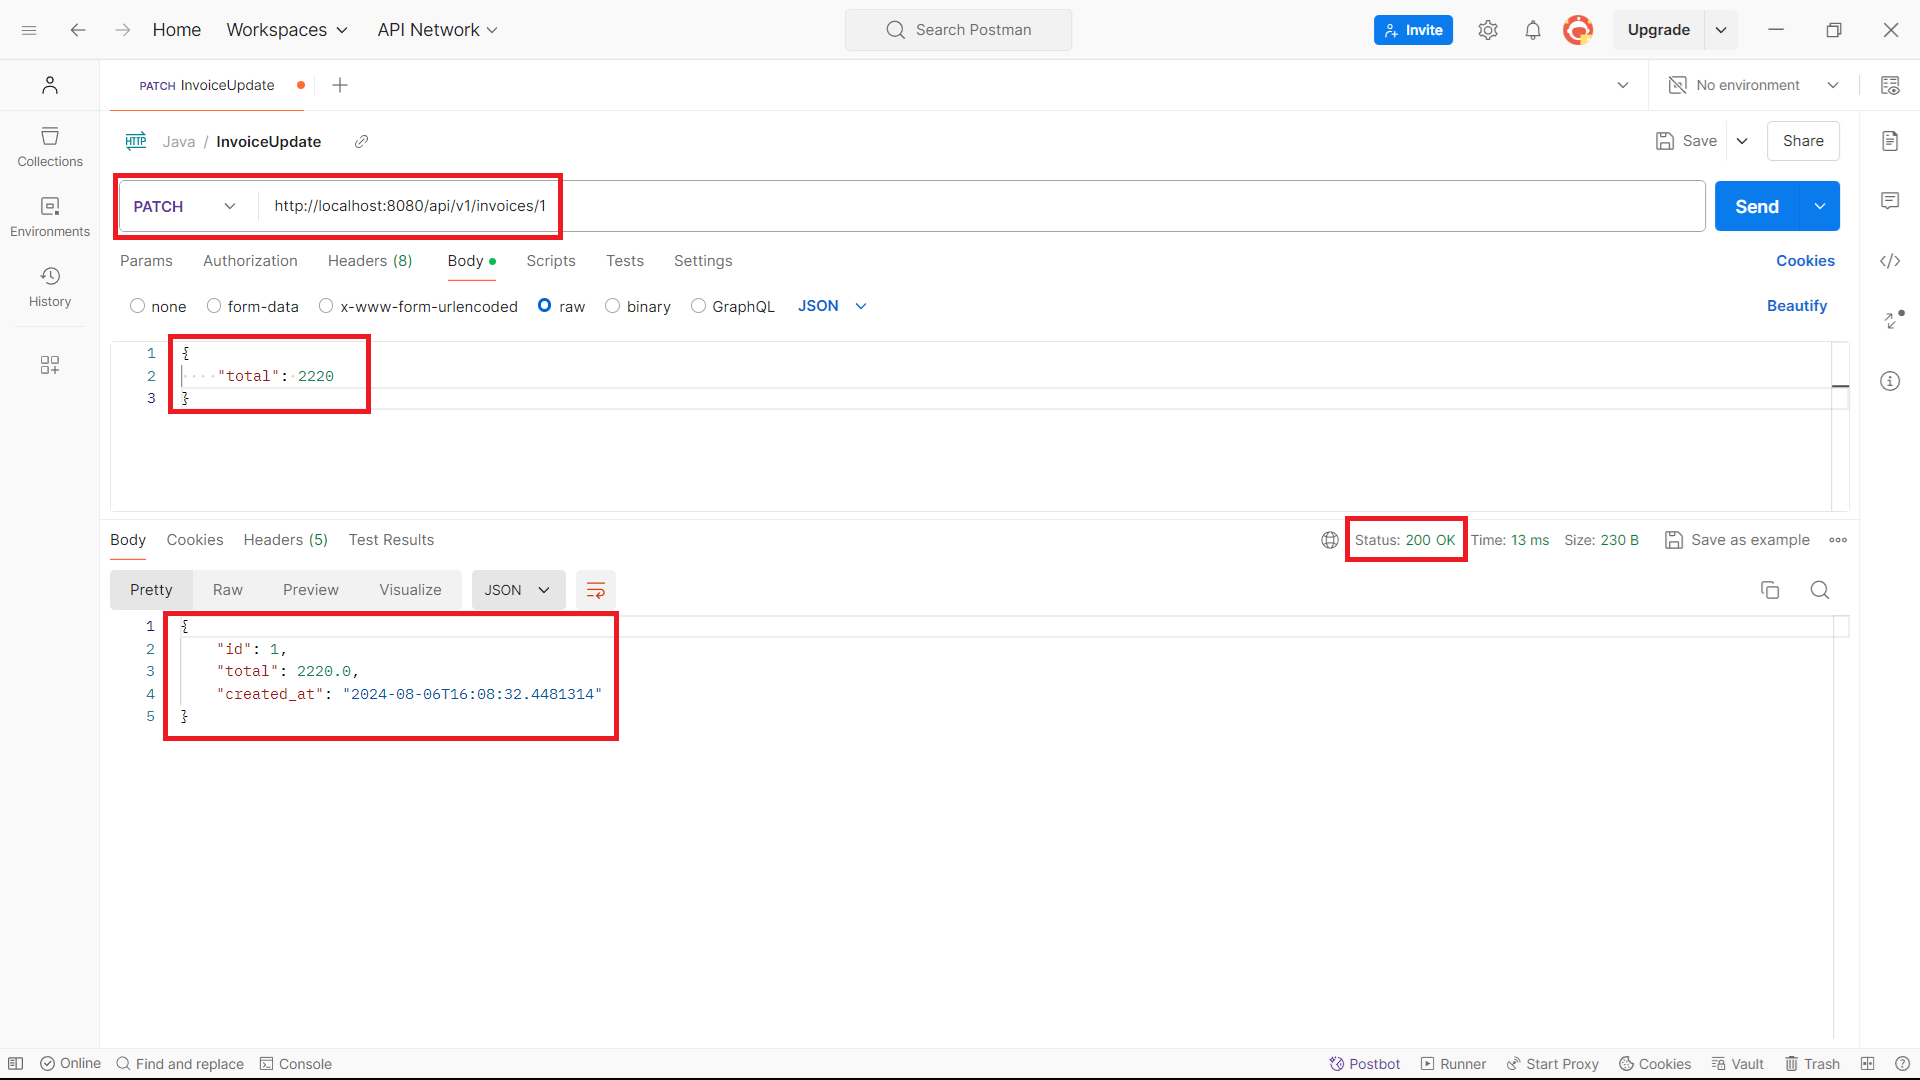 Home Workspaces API Network Search Postman Invite Upgrade
PATCH InvoiceUpdate No environment
Java / InvoiceUpdate Save Share
HTTP
Collections
Environments
History
PATCH http://localhost:8080/api/v1/invoices/1 Send
Params Authorization Headers (8) Body Scripts Tests Settings Cookies
none form-data x-www-form-urlencoded raw binary GraphQL JSON Beautify
1 {
2 "total": 2220
3 }
Body Cookies Headers (5) Test Results Status: 200 OK Time: 13 ms Size: 230 B Save as example
Pretty Raw Preview Visualize JSON
1 {
2 "id": 1,
3 "total": 2220.0,
4 "created_at": "2024-08-06T16:08:32.4481314"
5 }
Online Find and replace Console Postbot Runner Start Proxy Cookies Vault Trash